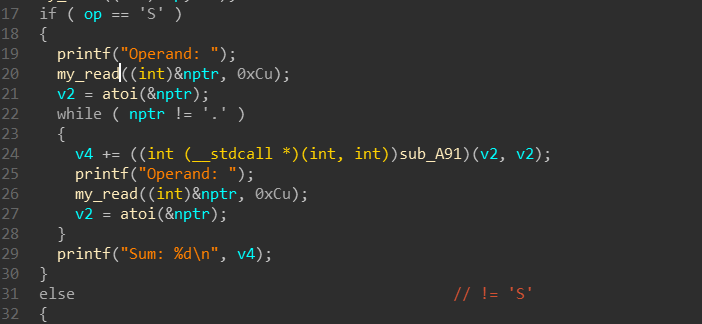 17 if ( op == 'S' )
18 {
19 printf("Operand: ");
20 my_read((int)&nptr, 0xCu);
21 v2 = atoi(&nptr);
22 while ( nptr != '.' )
23 {
24 v4 += ((int (__stdcall *)(int, int))sub_A91)(v2, v2);
25 printf("Operand: ");
26 my_read((int)&nptr, 0xCu);
27 v2 = atoi(&nptr);
28 }
29 printf("Sum: %d\n", v4);
30 }
31 else // != 'S'
32 {